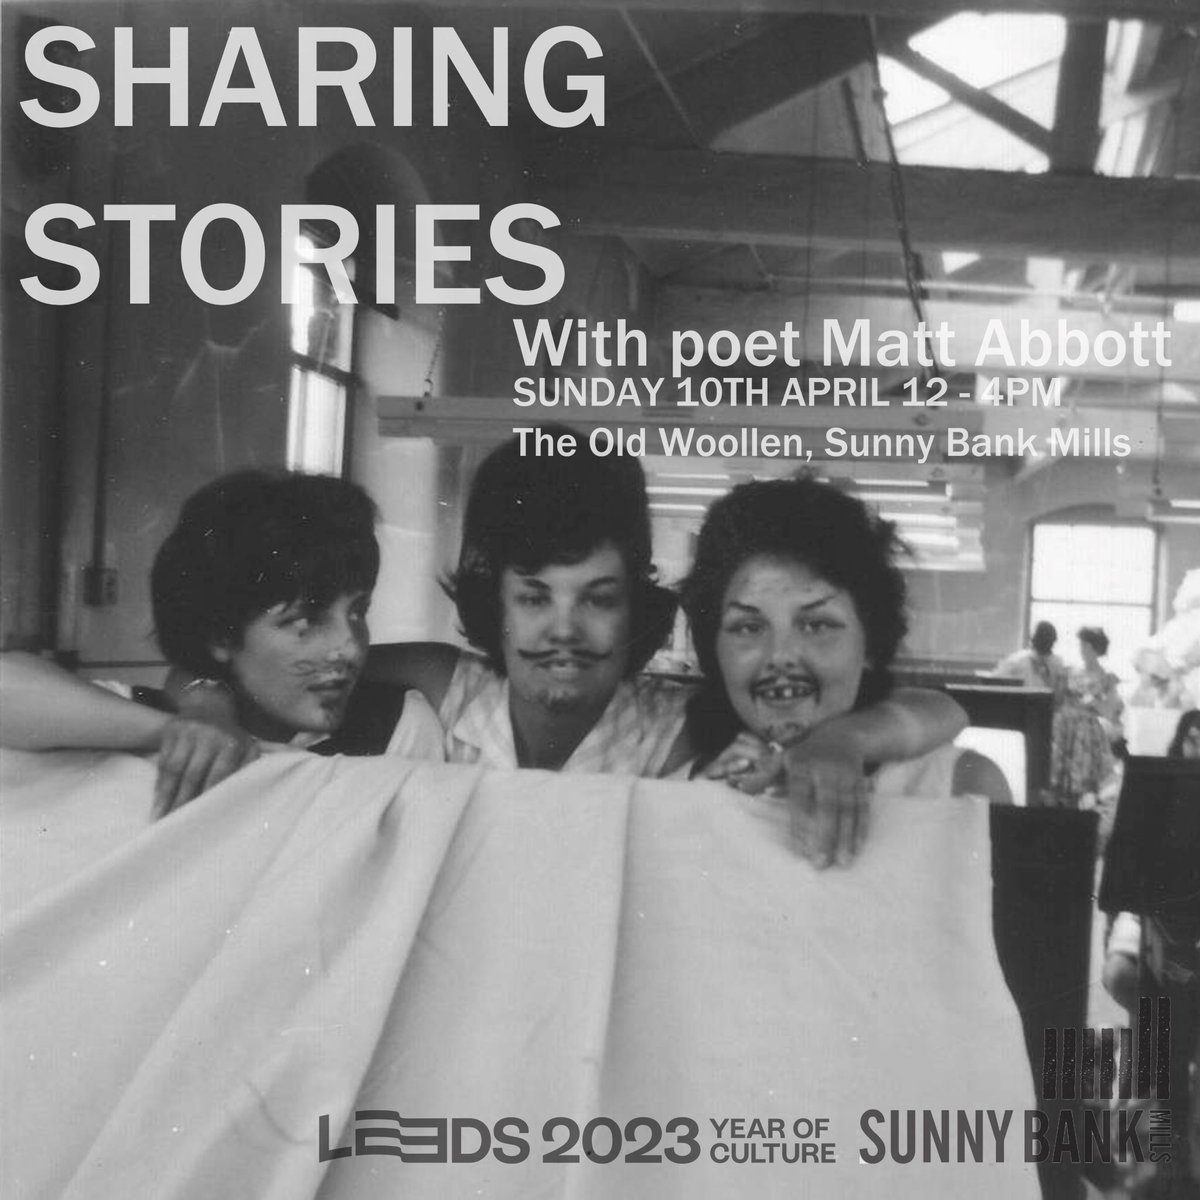 SHARING
STORIES
With poet Matt Abbott
SUNDAY 10TH APRIL 12 - 4PM
The Old Woollen, Sunny Bank Mills
LEEDS 2023 YEAR OF
CULTURE
SUNNY BANK MILLS